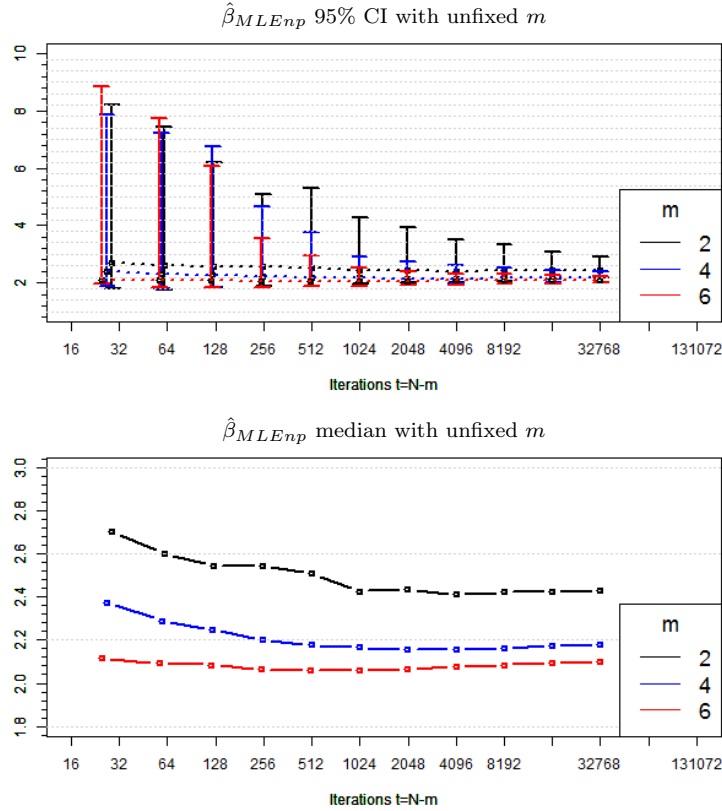 β̂_MLEnp 95% CI with unfixed m
10
8
6
4
2
m
2
4
6
16 32 64 128 256 512 1024 2048 4096 8192 32768 131072
Iterations t=N-m
β̂_MLEnp median with unfixed m
3.0
2.8
2.6
2.4
2.2
2.0
1.8
m
2
4
6
16 32 64 128 256 512 1024 2048 4096 8192 32768 131072
Iterations t=N-m